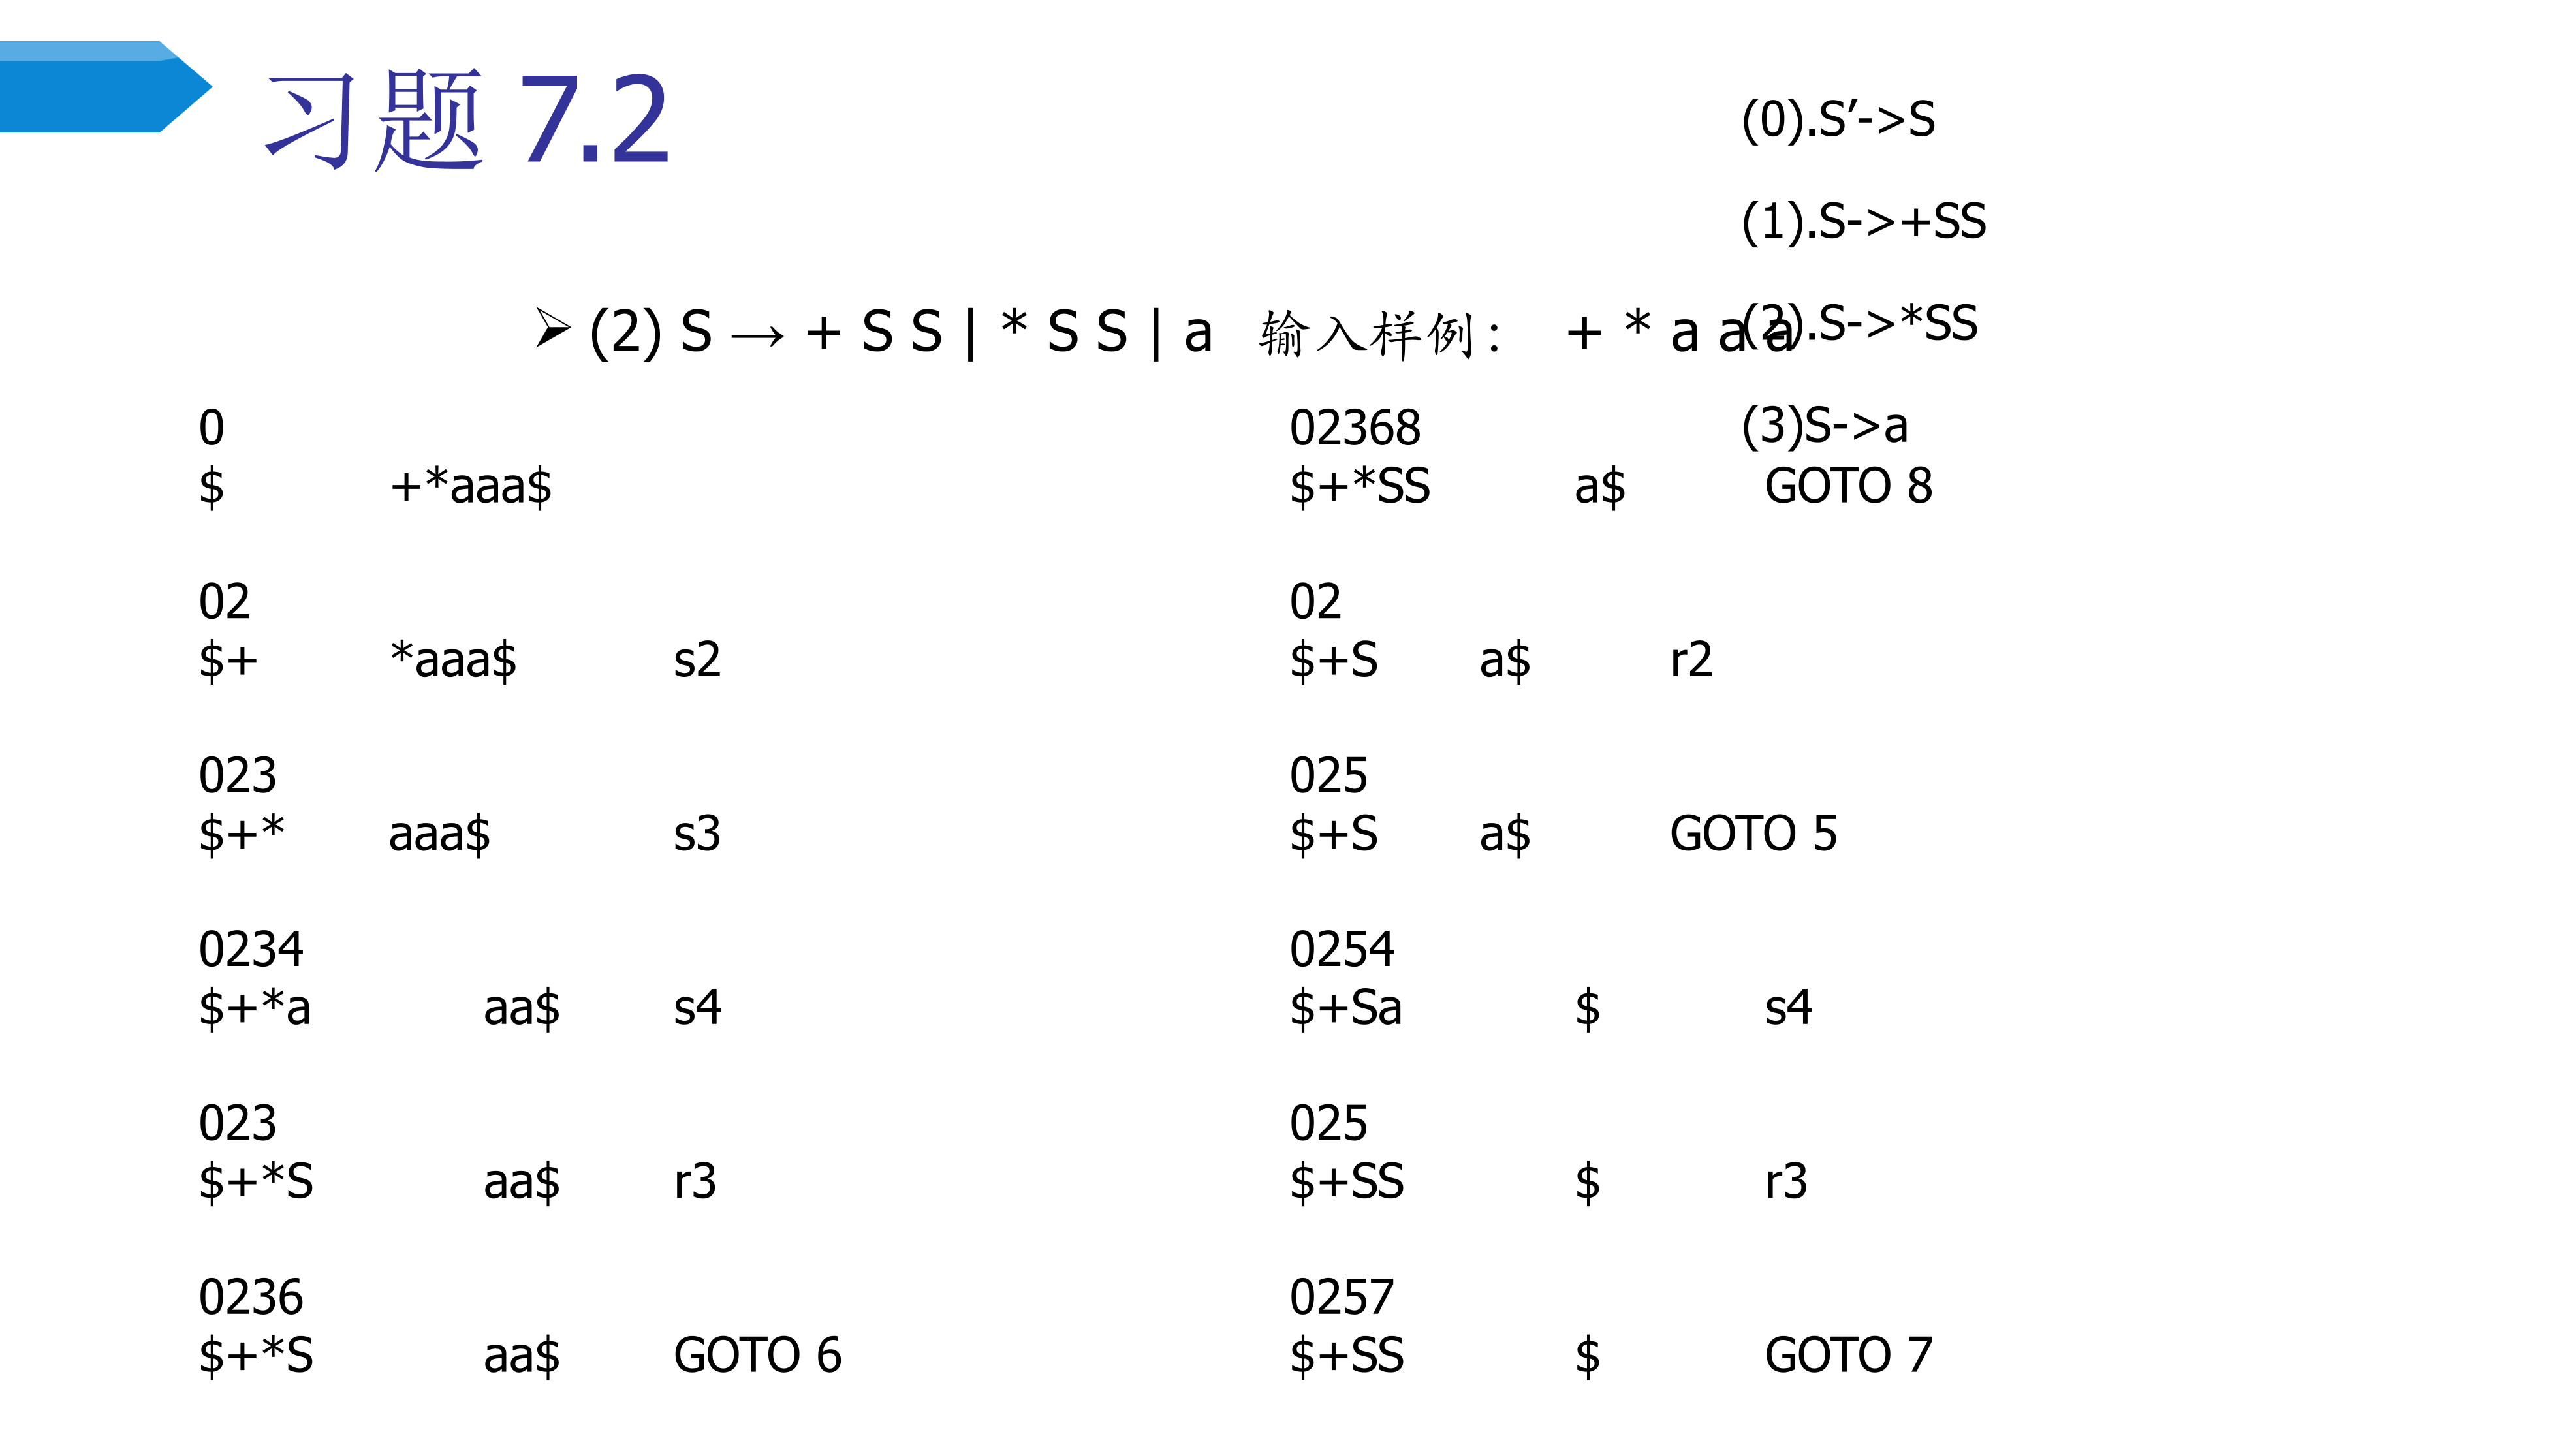 习题 7.2
(0).S’->S
(1).S->+SS
(2).S->*SS
(3)S->a
➢ (2) S → + S S | * S S | a 输入样例： + * a a a
0
$ +*aaa$
02
$+ *aaa$ s2
023
$+* aaa$ s3
0234
$+*a aa$ s4
023
$+*S aa$ r3
0236
$+*S aa$ GOTO 6
02368
$+*SS a$ GOTO 8
02
$+S a$ r2
025
$+S a$ GOTO 5
0254
$+Sa $ s4
025
$+SS $ r3
0257
$+SS $ GOTO 7